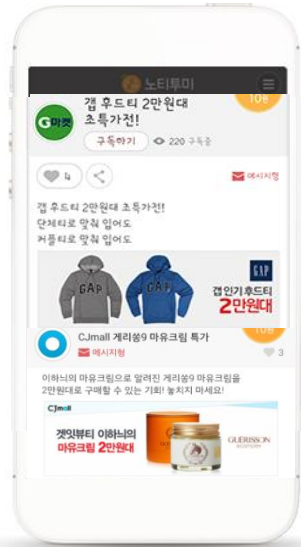 노티투미
10원
G마켓
갭 후드티 2만원대
초특가전!
구독하기
220 구독중
4
메시지형
갭 후드티 2만원대 초특가전!
단체티로 맞춰 입어도
커플티로 맞춰 입어도
GAP
GAP
GAP
갭 인기 후드티
2만원대
10원
CJmall 게리쏭9 마유크림 특가
메시지형
3
이하늬의 마유크림으로 알려진 게리쏭9 마유크림을
2만원대로 구매할 수 있는 기회! 놓치지 마세요!
CJmall
겟잇뷰티 이하늬의
마유크림 2만원대
GUERISSON